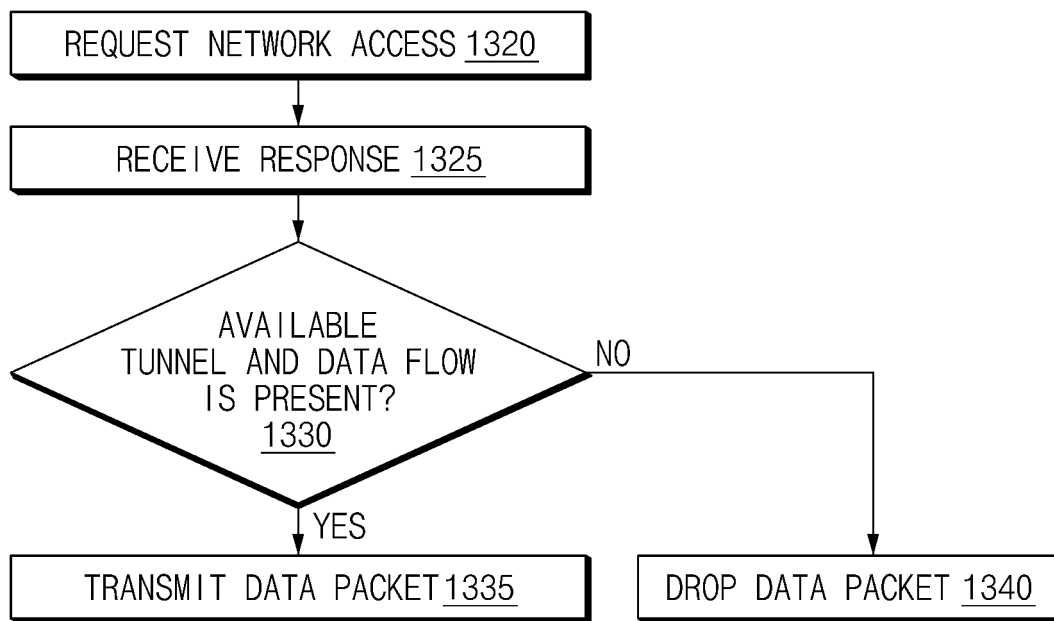 REQUEST NETWORK ACCESS 1320
RECEIVE RESPONSE 1325
AVAILABLE
TUNNEL AND DATA FLOW
IS PRESENT?
1330
NO
YES
TRANSMIT DATA PACKET 1335
DROP DATA PACKET 1340